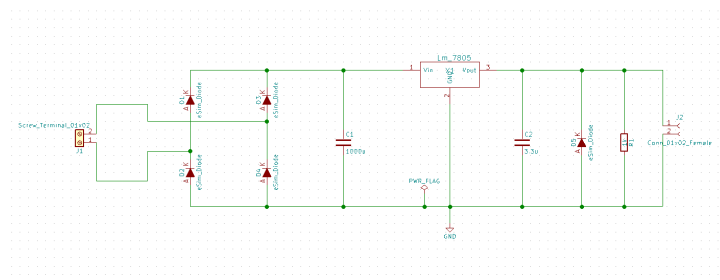 Lm_7805
1
Vin
GND
Vout
3
2
D1
A
K
eSim_Diode
D3
A
K
eSim_Diode
Screw_Terminal_01x02
2
1
J1
C1
1000u
C2
3.3u
D5
A
K
eSim_Diode
R1
J2
1
2
Conn_01x02_Female
D2
A
K
eSim_Diode
D4
A
K
eSim_Diode
PWR_FLAG
GND